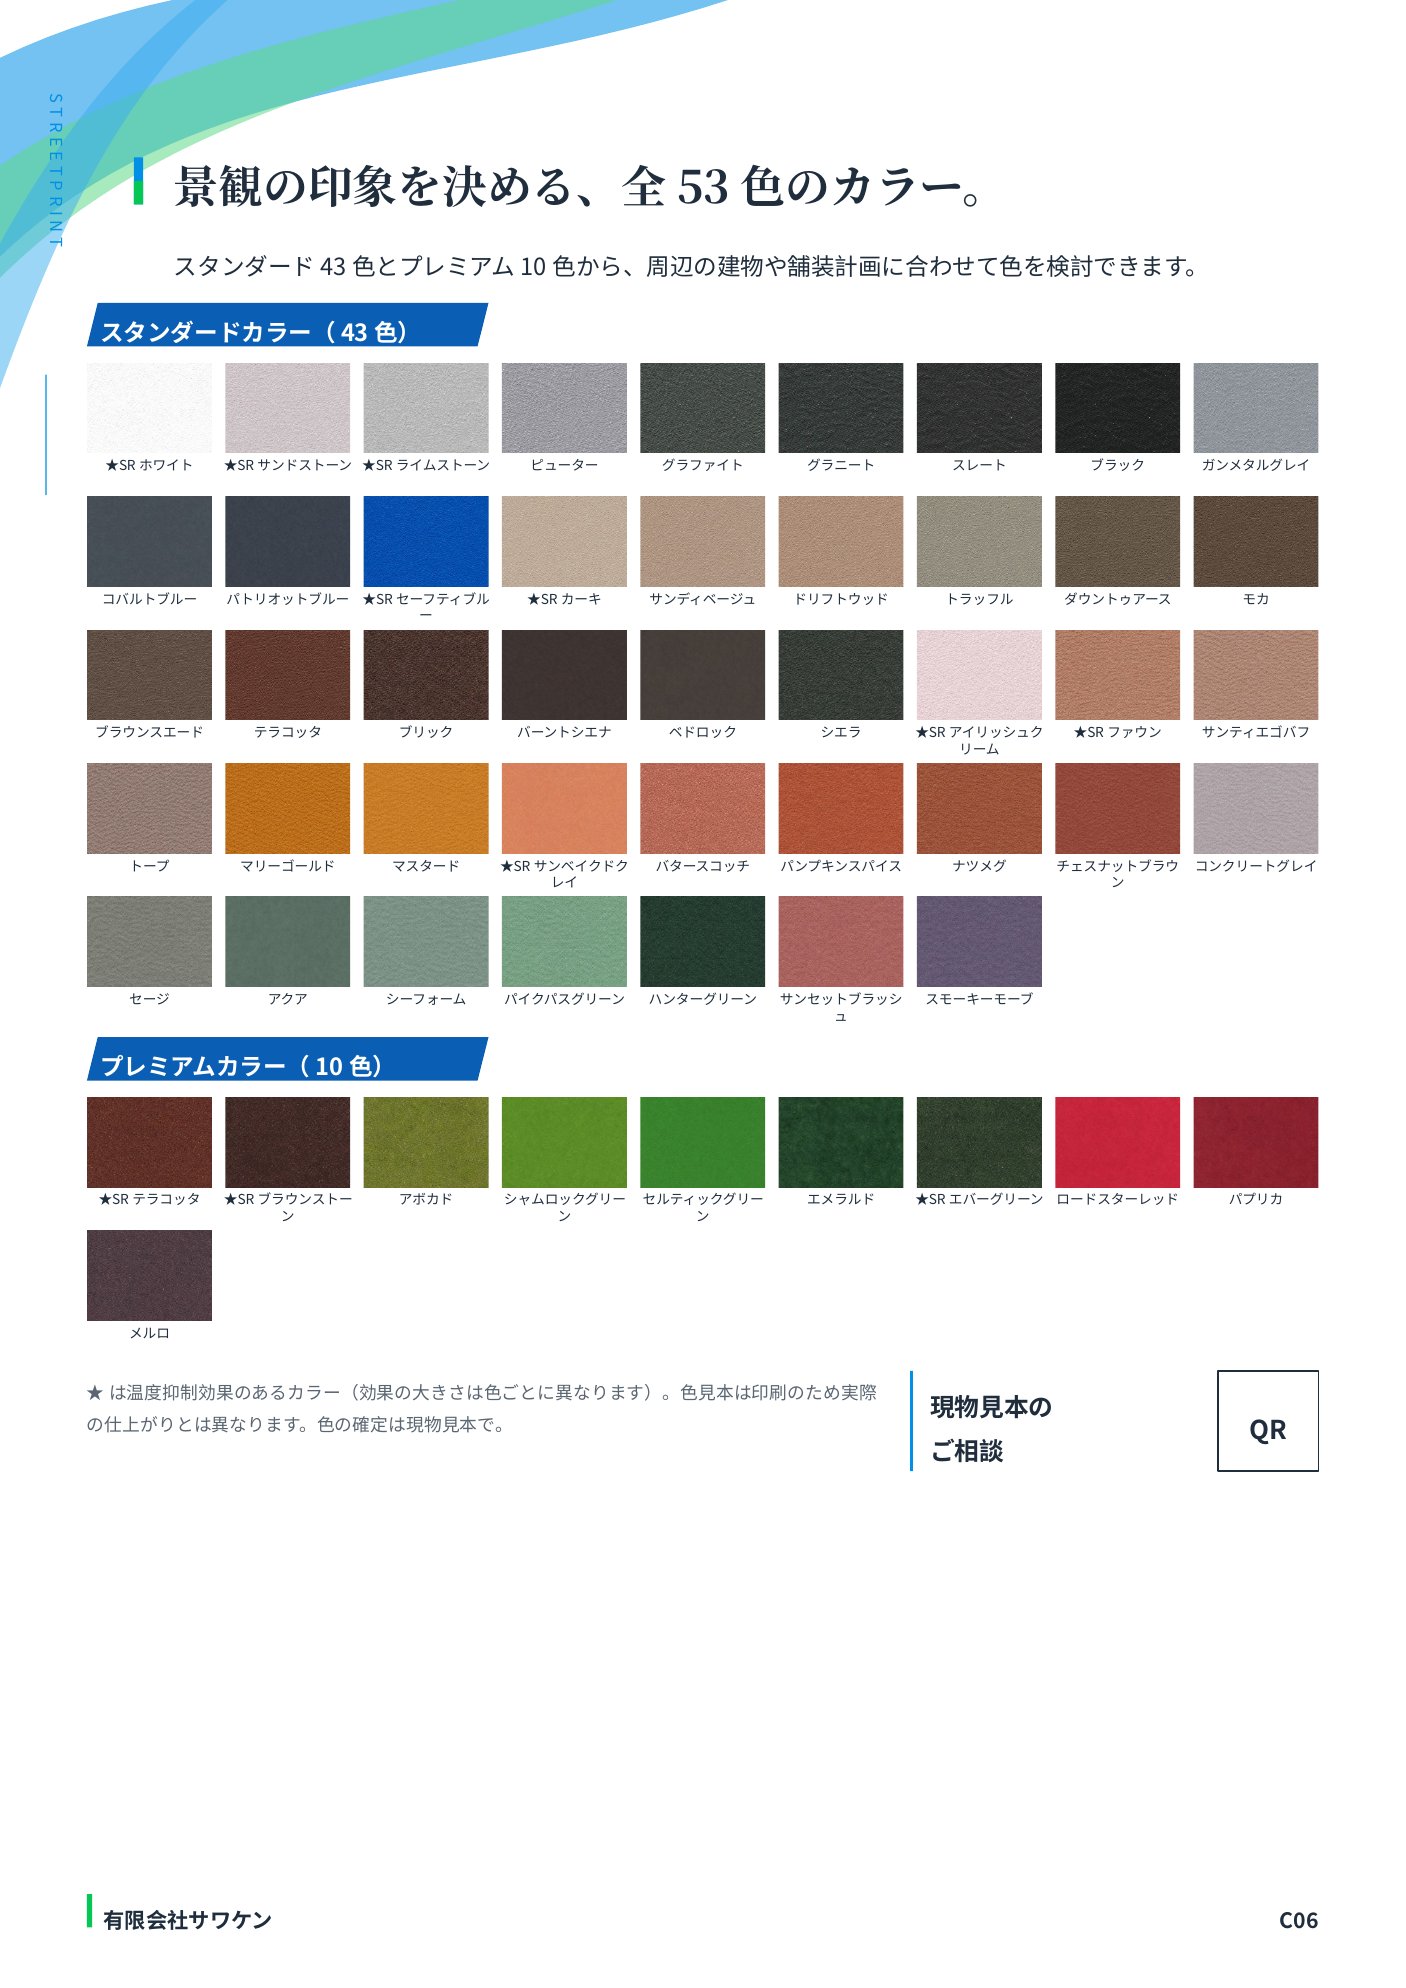 STREETPRINT
景観の印象を決める、全 53 色のカラー。
スタンダード 43 色とプレミアム 10 色から、周辺の建物や舗装計画に合わせて色を検討できます。
スタンダードカラー（ 43 色）
★SR ホワイト
★SR サンドストーン
★SR ライムストーン
ピューター
グラファイト
グラニート
スレート
ブラック
ガンメタルグレイ
コバルトブルー
パトリオットブルー
★SR セーフティブル
ー
★SR カーキ
サンディベージュ
ドリフトウッド
トラッフル
ダウントゥアース
モカ
ブラウンスエード
テラコッタ
ブリック
バーントシエナ
ベドロック
シエラ
★SR アイリッシュク
リーム
★SR ファウン
サンティエゴバフ
トープ
マリーゴールド
マスタード
★SR サンベイクドク
レイ
バタースコッチ
パンプキンスパイス
ナツメグ
チェスナットブラウ
ン
コンクリートグレイ
セージ
アクア
シーフォーム
パイクパスグリーン
ハンターグリーン
サンセットブラッシ
ュ
スモーキーモーブ
プレミアムカラー（ 10 色）
★SR テラコッタ
★SR ブラウンストー
ン
アボカド
シャムロックグリー
ン
セルティックグリー
ン
エメラルド
★SR エバーグリーン
ロードスターレッド
パプリカ
メルロ
★ は温度抑制効果のあるカラー（効果の大きさは色ごとに異なります）。色見本は印刷のため実際
の仕上がりとは異なります。色の確定は現物見本で。
現物見本の
ご相談
QR
有限会社サワケン
C06